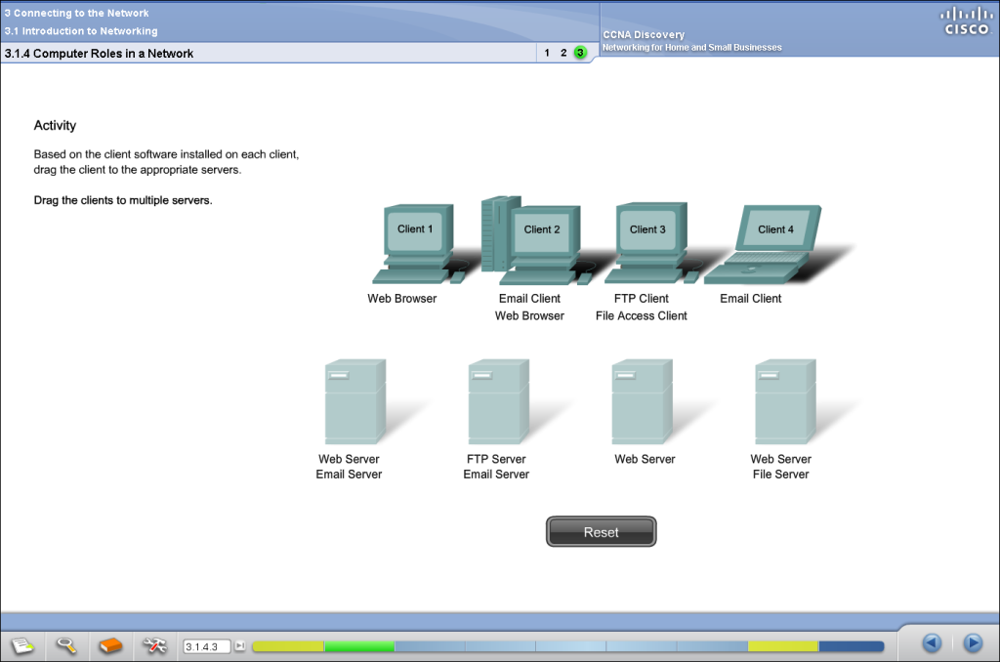 3 Connecting to the Network
3.1 Introduction to Networking
3.1.4 Computer Roles in a Network
1 2 3
CCNA Discovery
Networking for Home and Small Businesses
CISCO
Activity
Based on the client software installed on each client,
drag the client to the appropriate servers.
Drag the clients to multiple servers.
Client 1
Client 2
Client 3
Client 4
Web Browser
Email Client
Web Browser
FTP Client
File Access Client
Email Client
Web Server
Email Server
FTP Server
Email Server
Web Server
Web Server
File Server
Reset
3.1.4.3